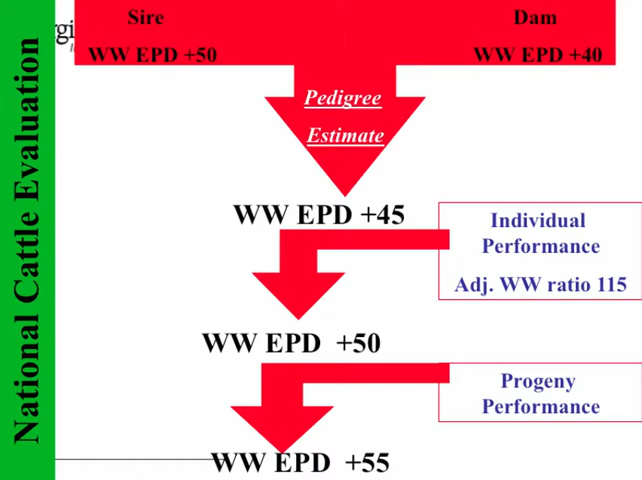 National Cattle Evaluation
Sire
WW EPD +50
Dam
WW EPD +40
Pedigree
Estimate
WW EPD +45
Individual
Performance
Adj. WW ratio 115
WW EPD +50
Progeny
Performance
WW EPD +55